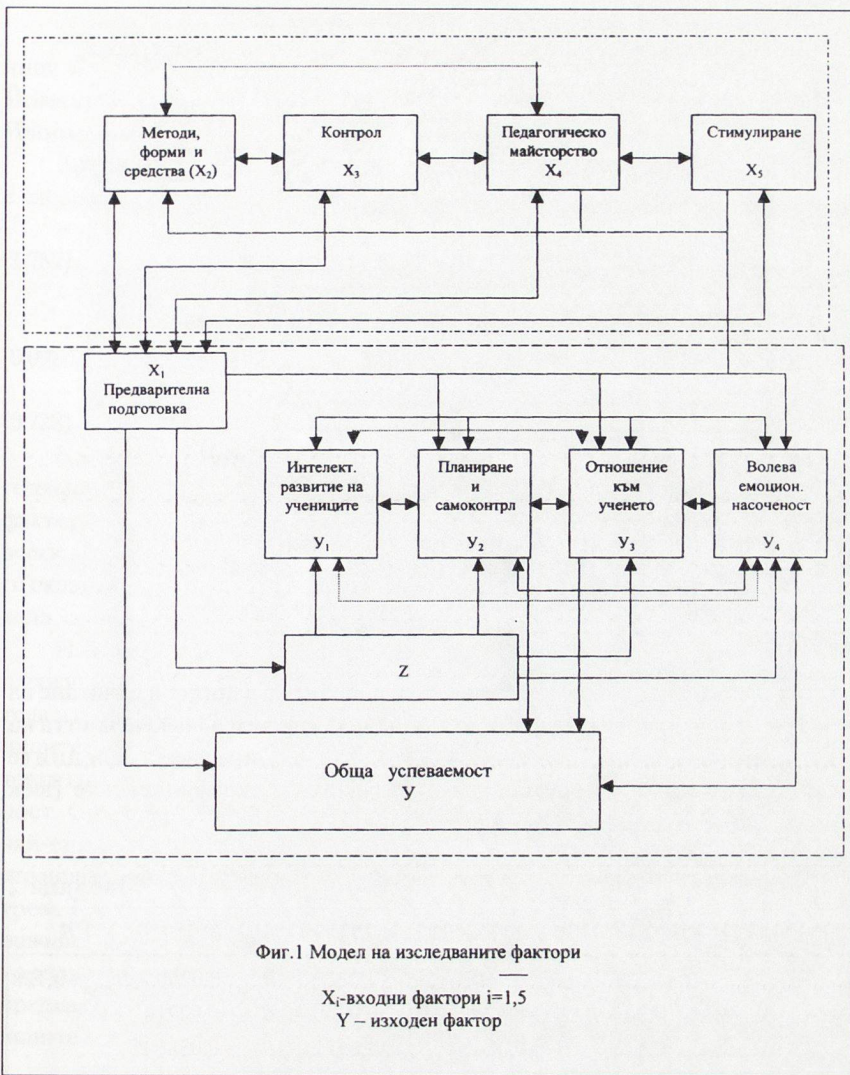 Методи,
форми и
средства (X₂)
Контрол
X₃
Педагогическо
майсторство
X₄
Стимулиране
X₅
X₁
Предварителна
подготовка
Интелект.
развитие на
учениците
У₁
Планиране
самоконтрл
У₂
Отношение
към
ученето
У₃
Волева
емоцион.
насоченост
У₄
Z
Обща успеваемост
У
Фиг.1 Модел на изследваните фактори
Xᵢ-входни фактори i=1,5
Y – изходен фактор